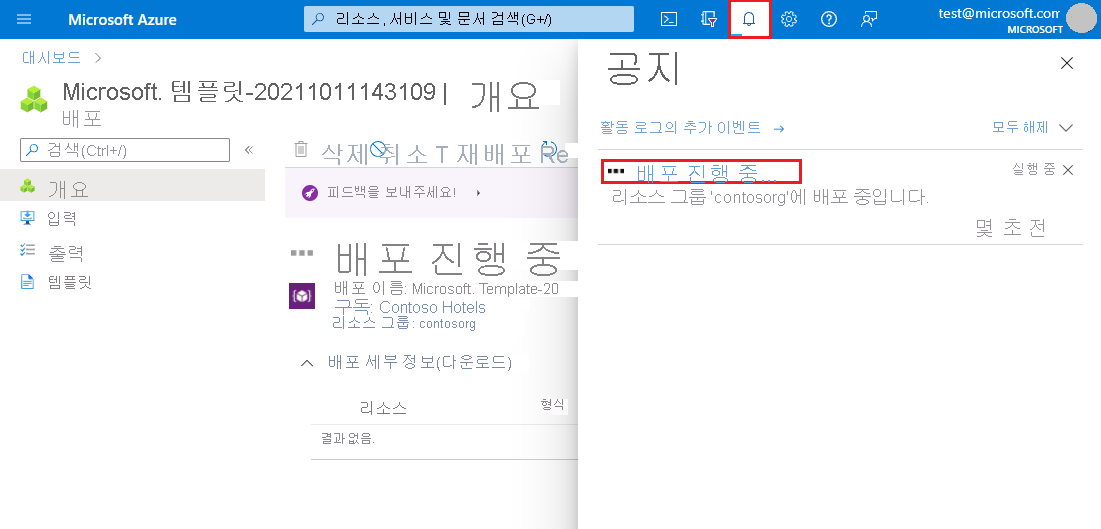 Microsoft Azure
리소스, 서비스 및 문서 검색(G+/)
test@microsoft.com
MICROSOFT
대시보드
Microsoft. 템플릿-20211011143109 | 개요
배포
검색(Ctrl+/)
«
개요
입력
출력
템플릿
삭제 취소 T 재배포 Re
피드백을 보내주세요!
배포 진행 중
배포 이름: Microsoft. Template-20
구독: Contoso Hotels
리소스 그룹: contosorg
배포 세부 정보(다운로드)
리소스 형식
결과 없음.
공지
활동 로그의 추가 이벤트 →
모두 해제
배포 진행 중...
실행 중
리소스 그룹 'contosorg'에 배포 중입니다.
몇 초 전